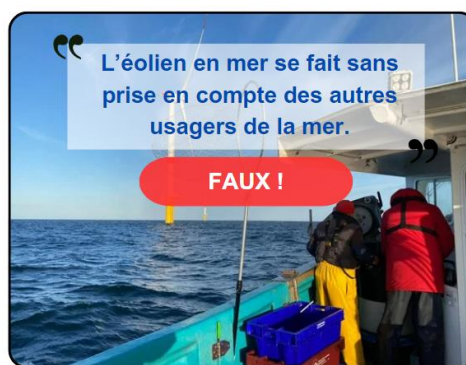 “
L’éolien en mer se fait sans
prise en compte des autres
usagers de la mer.
”
FAUX !